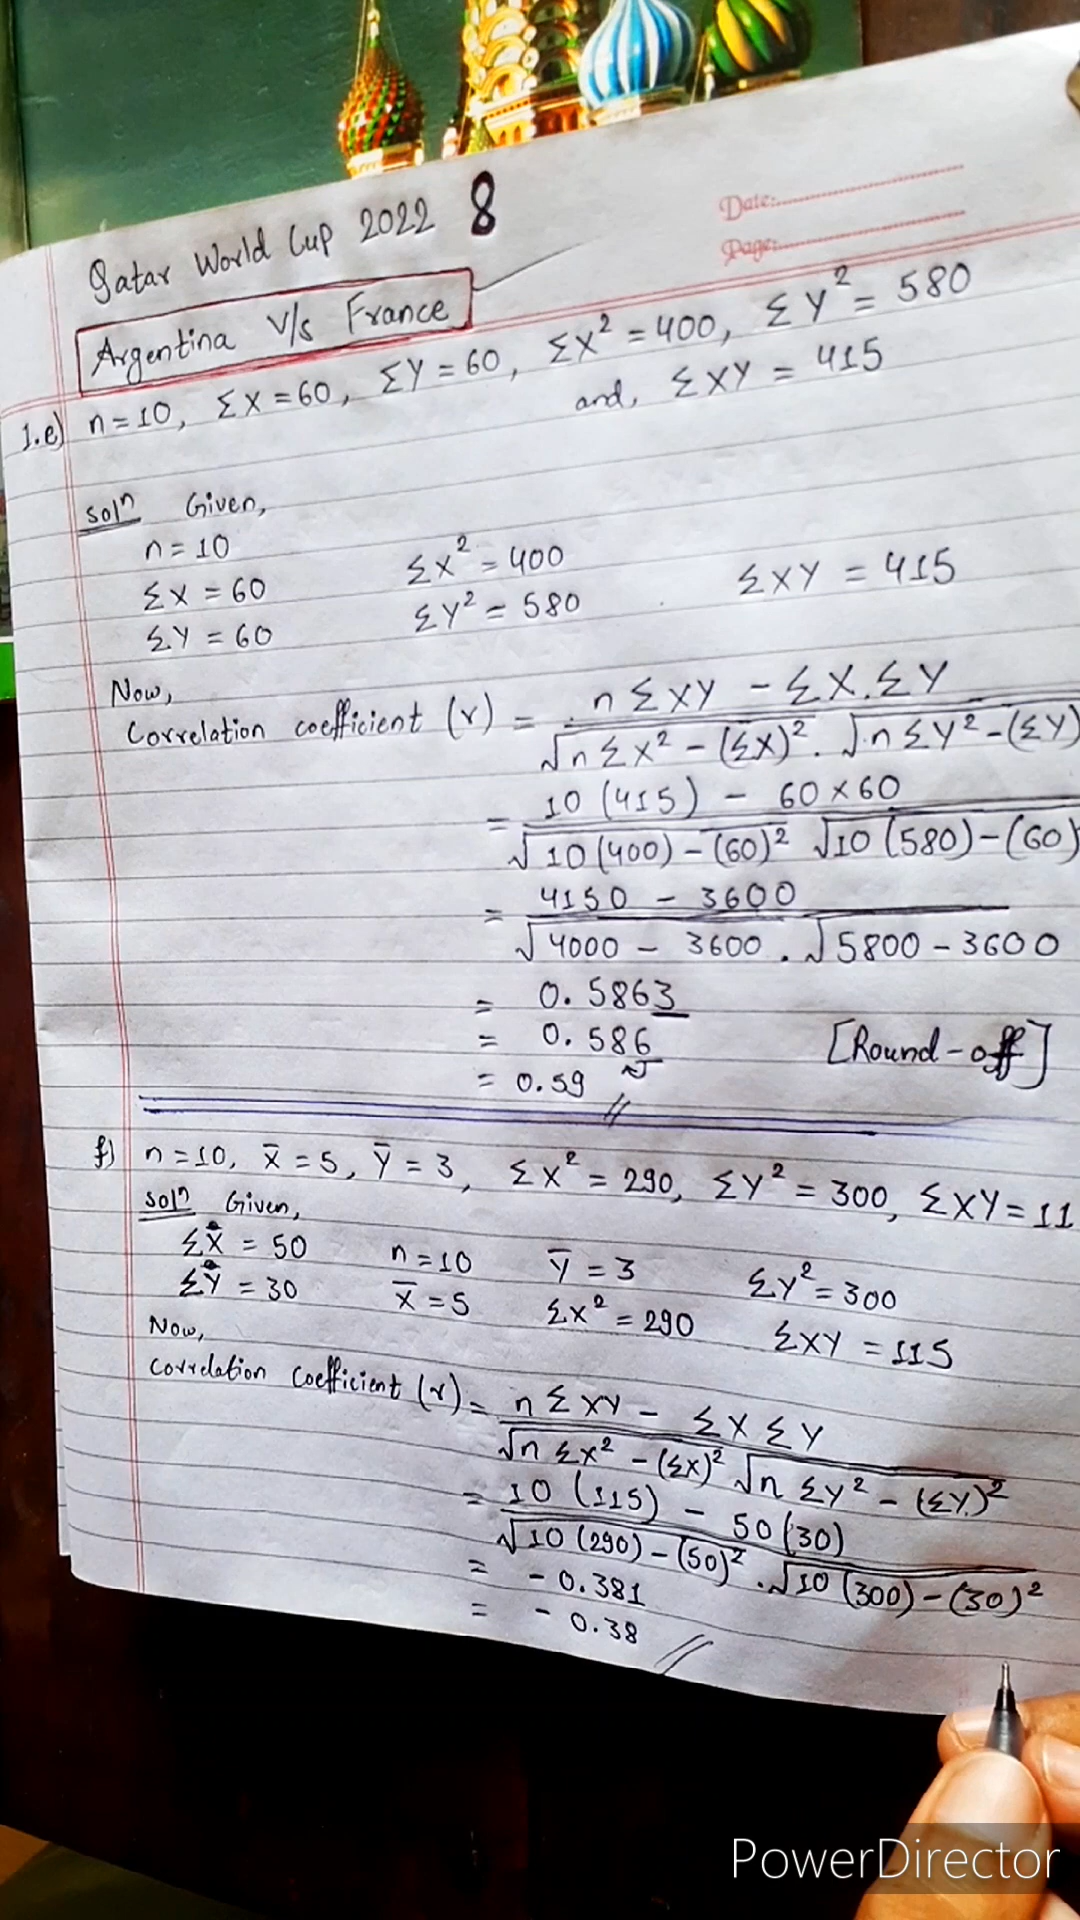 Qatar World Cup 2022 8
Date:
Page:
Argentina V/s France
1.e) n=10, ΣX=60, ΣY=60, ΣX²=400, ΣY²=580
and, ΣXY = 415
Solⁿ Given,
n=10
ΣX²=400
ΣXY = 415
ΣX = 60
ΣY² = 580
ΣY = 60
Now,
Correlation coefficient (r) = nΣXY - ΣX.ΣY
√nΣX² - (ΣX)². √nΣY²-(ΣY)
= 10 (415) - 60×60
√10(400)-(60)² √10(580)-(60)
= 4150 - 3600
√4000 - 3600 . √5800-3600
= 0.5863
= 0.586 [Round-off]
= 0.59 //
f) n=10, X̄=5, Ȳ=3, ΣX²=290, ΣY²=300, ΣXY=11
Solⁿ Given,
ΣX = 50 n=10 Ȳ=3 ΣY²=300
ΣY = 30 X̄=5 ΣX²=290 ΣXY=115
Now,
Correlation coefficient (r) = nΣXY - ΣXΣY
√nΣX² - (ΣX)² √nΣY² - (ΣY)²
= 10 (115) - 50(30)
√10(290)-(50)² . √10(300)-(30)²
= -0.381
= -0.38 //
PowerDirector